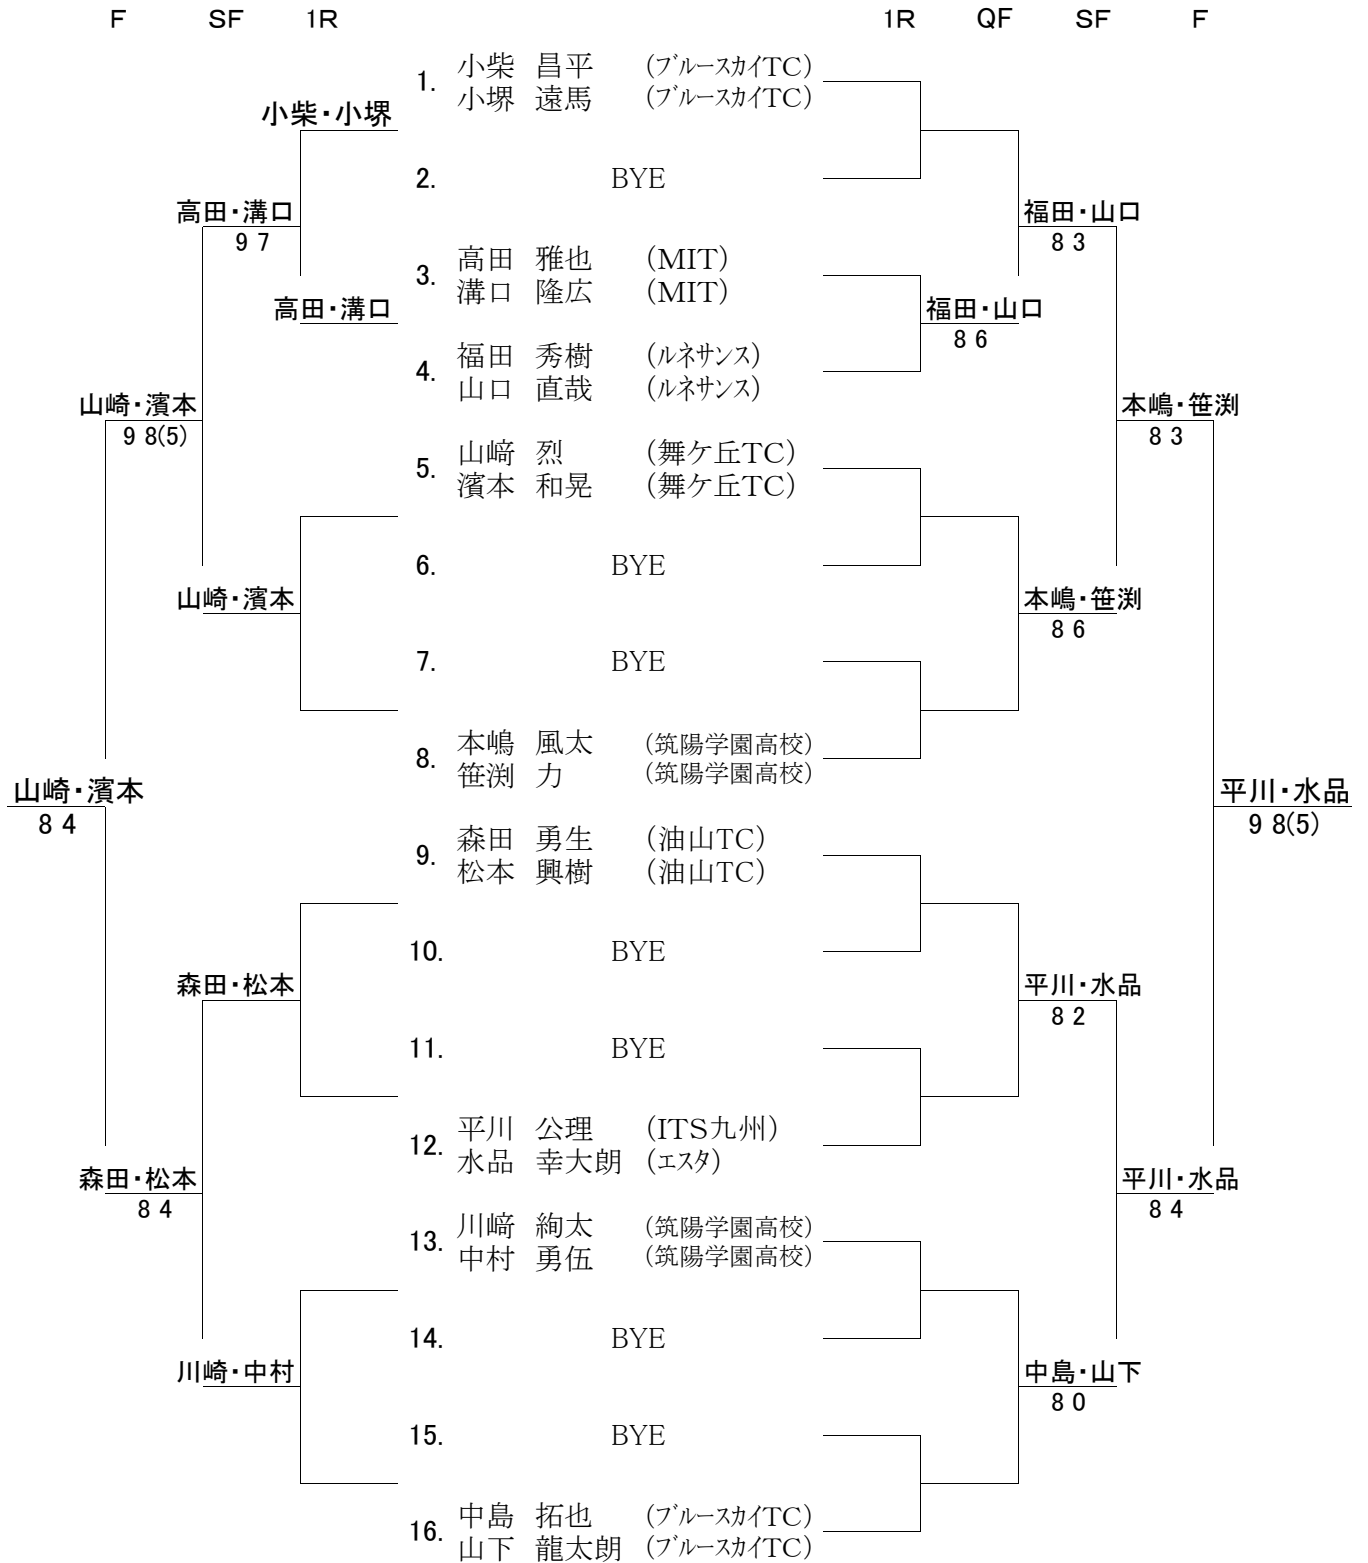 F SF 1R 1R QF SF F
1. 小柴 昌平 (ブルースカイTC)
小堺 遠馬 (ブルースカイTC)
小柴・小堺
2. BYE
高田・溝口 福田・山口
9 7 8 3
3. 高田 雅也 (MIT)
溝口 隆広 (MIT)
高田・溝口 福田・山口
8 6
4. 福田 秀樹 (ルネサンス)
山口 直哉 (ルネサンス)
山崎・濱本 本嶋・笹渕
9 8(5) 8 3
5. 山﨑 烈 (舞ケ丘TC)
濱本 和晃 (舞ケ丘TC)
6. BYE
山崎・濱本 本嶋・笹渕
8 6
7. BYE
8. 本嶋 風太 (筑陽学園高校)
笹渕 力 (筑陽学園高校)
山崎・濱本 平川・水品
8 4 9 8(5)
9. 森田 勇生 (油山TC)
松本 興樹 (油山TC)
10. BYE
森田・松本 平川・水品
8 2
11. BYE
12. 平川 公理 (ITS九州)
水品 幸大朗 (エスタ)
森田・松本 平川・水品
8 4 8 4
13. 川﨑 絢太 (筑陽学園高校)
中村 勇伍 (筑陽学園高校)
14. BYE
川崎・中村 中島・山下
8 0
15. BYE
16. 中島 拓也 (ブルースカイTC)
山下 龍太朗 (ブルースカイTC)